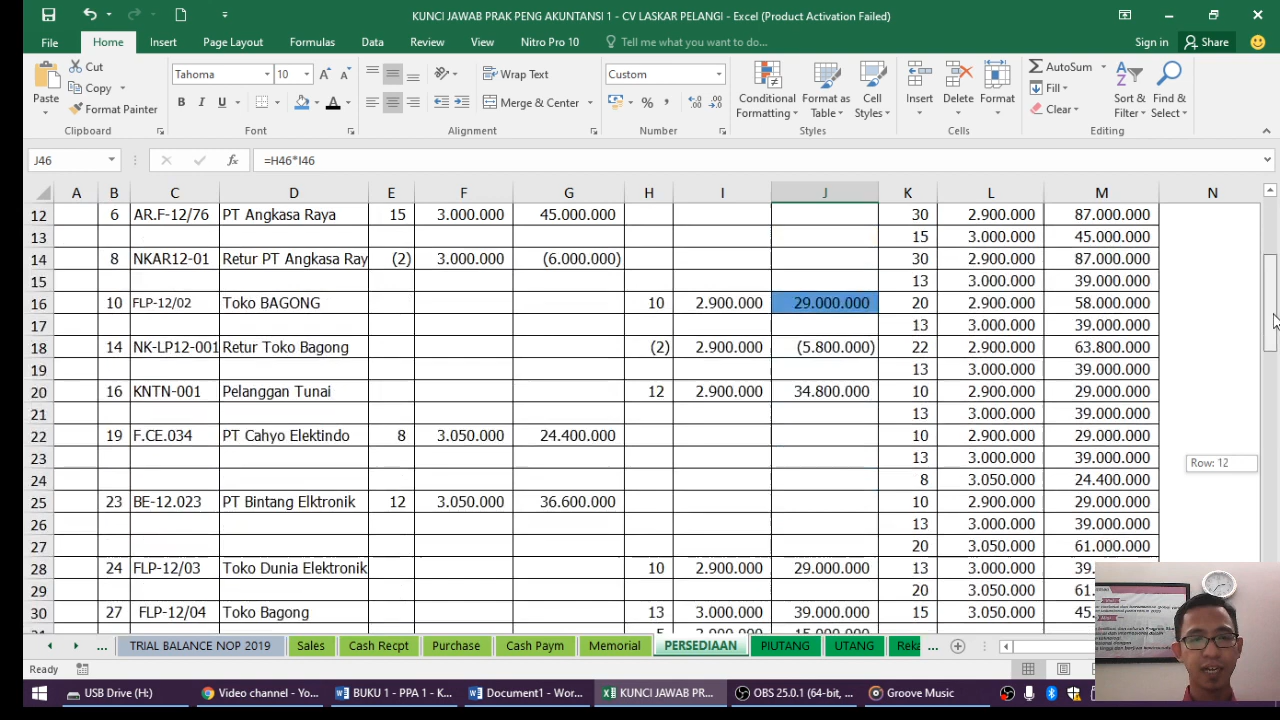 KUNCI JAWAB PRAK PENG AKUNTANSI 1 - CV LASKAR PELANGI - Excel (Product Activation Failed)
File Home Insert Page Layout Formulas Data Review View Nitro Pro 10 Tell me what you want to do... Sign in Share
Paste Cut Copy Format Painter Clipboard
Tahoma 10 A A B I U A Font
Wrap Text Merge & Center Alignment
Custom % , Number
Conditional Formatting Format as Table Cell Styles Styles
Insert Delete Format Cells
AutoSum Fill Clear Sort & Filter Find & Select Editing
J46 fx =H46*I46
A B C D E F G H I J K L M N
12 6 AR.F-12/76 PT Angkasa Raya 15 3.000.000 45.000.000 30 2.900.000 87.000.000
13 15 3.000.000 45.000.000
14 8 NKAR12-01 Retur PT Angkasa Ray (2) 3.000.000 (6.000.000) 30 2.900.000 87.000.000
15 13 3.000.000 39.000.000
16 10 FLP-12/02 Toko BAGONG 10 2.900.000 29.000.000 20 2.900.000 58.000.000
17 13 3.000.000 39.000.000
18 14 NK-LP12-001 Retur Toko Bagong (2) 2.900.000 (5.800.000) 22 2.900.000 63.800.000
19 13 3.000.000 39.000.000
20 16 KNTN-001 Pelanggan Tunai 12 2.900.000 34.800.000 10 2.900.000 29.000.000
21 13 3.000.000 39.000.000
22 19 F.CE.034 PT Cahyo Elektindo 8 3.050.000 24.400.000 10 2.900.000 29.000.000
23 13 3.000.000 39.000.000
Row: 12
24 8 3.050.000 24.400.000
25 23 BE-12.023 PT Bintang Elktronik 12 3.050.000 36.600.000 10 2.900.000 29.000.000
26 13 3.000.000 39.000.000
27 20 3.050.000 61.000.000
28 24 FLP-12/03 Toko Dunia Elektronik 10 2.900.000 29.000.000 13 3.000.000 39.
29 20 3.050.000 61.
30 27 FLP-12/04 Toko Bagong 13 3.000.000 39.000.000 15 3.050.000 45.
... TRIAL BALANCE NOP 2019 Sales Cash Recpt Purchase Cash Paym Memorial PERSEDIAAN PIUTANG UTANG Reka ...
Ready
USB Drive (H:) Video channel - Yo... BUKU 1 - PPA 1 - K... Document1 - Wor... KUNCI JAWAB PR... OBS 25.0.1 (64-bit, ... Groove Music